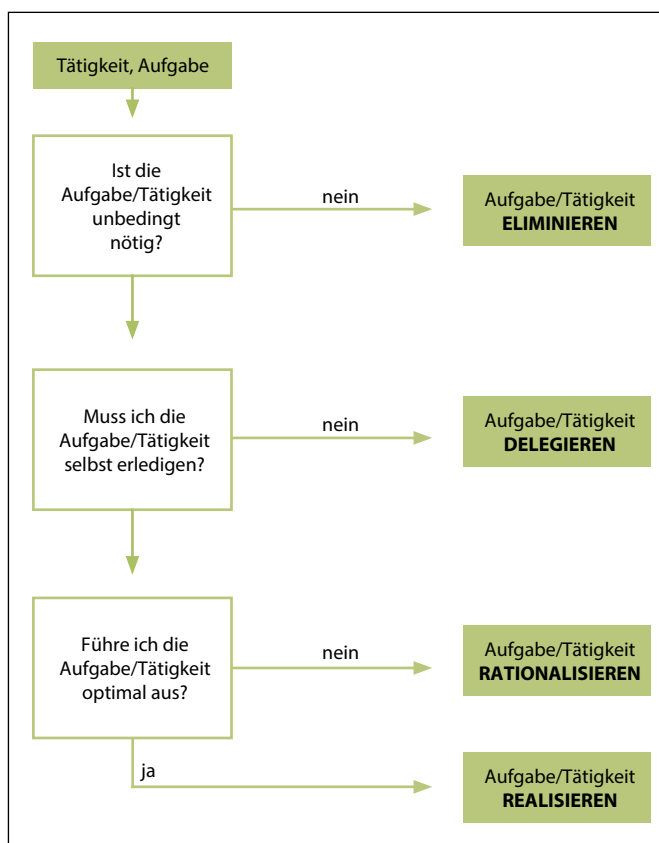 Tätigkeit, Aufgabe
Ist die
Aufgabe/Tätigkeit
unbedingt
nötig?
nein
Aufgabe/Tätigkeit
ELIMINIEREN
Muss ich die
Aufgabe/Tätigkeit
selbst erledigen?
nein
Aufgabe/Tätigkeit
DELEGIEREN
Führe ich die
Aufgabe/Tätigkeit
optimal aus?
nein
Aufgabe/Tätigkeit
RATIONALISIEREN
ja
Aufgabe/Tätigkeit
REALISIEREN